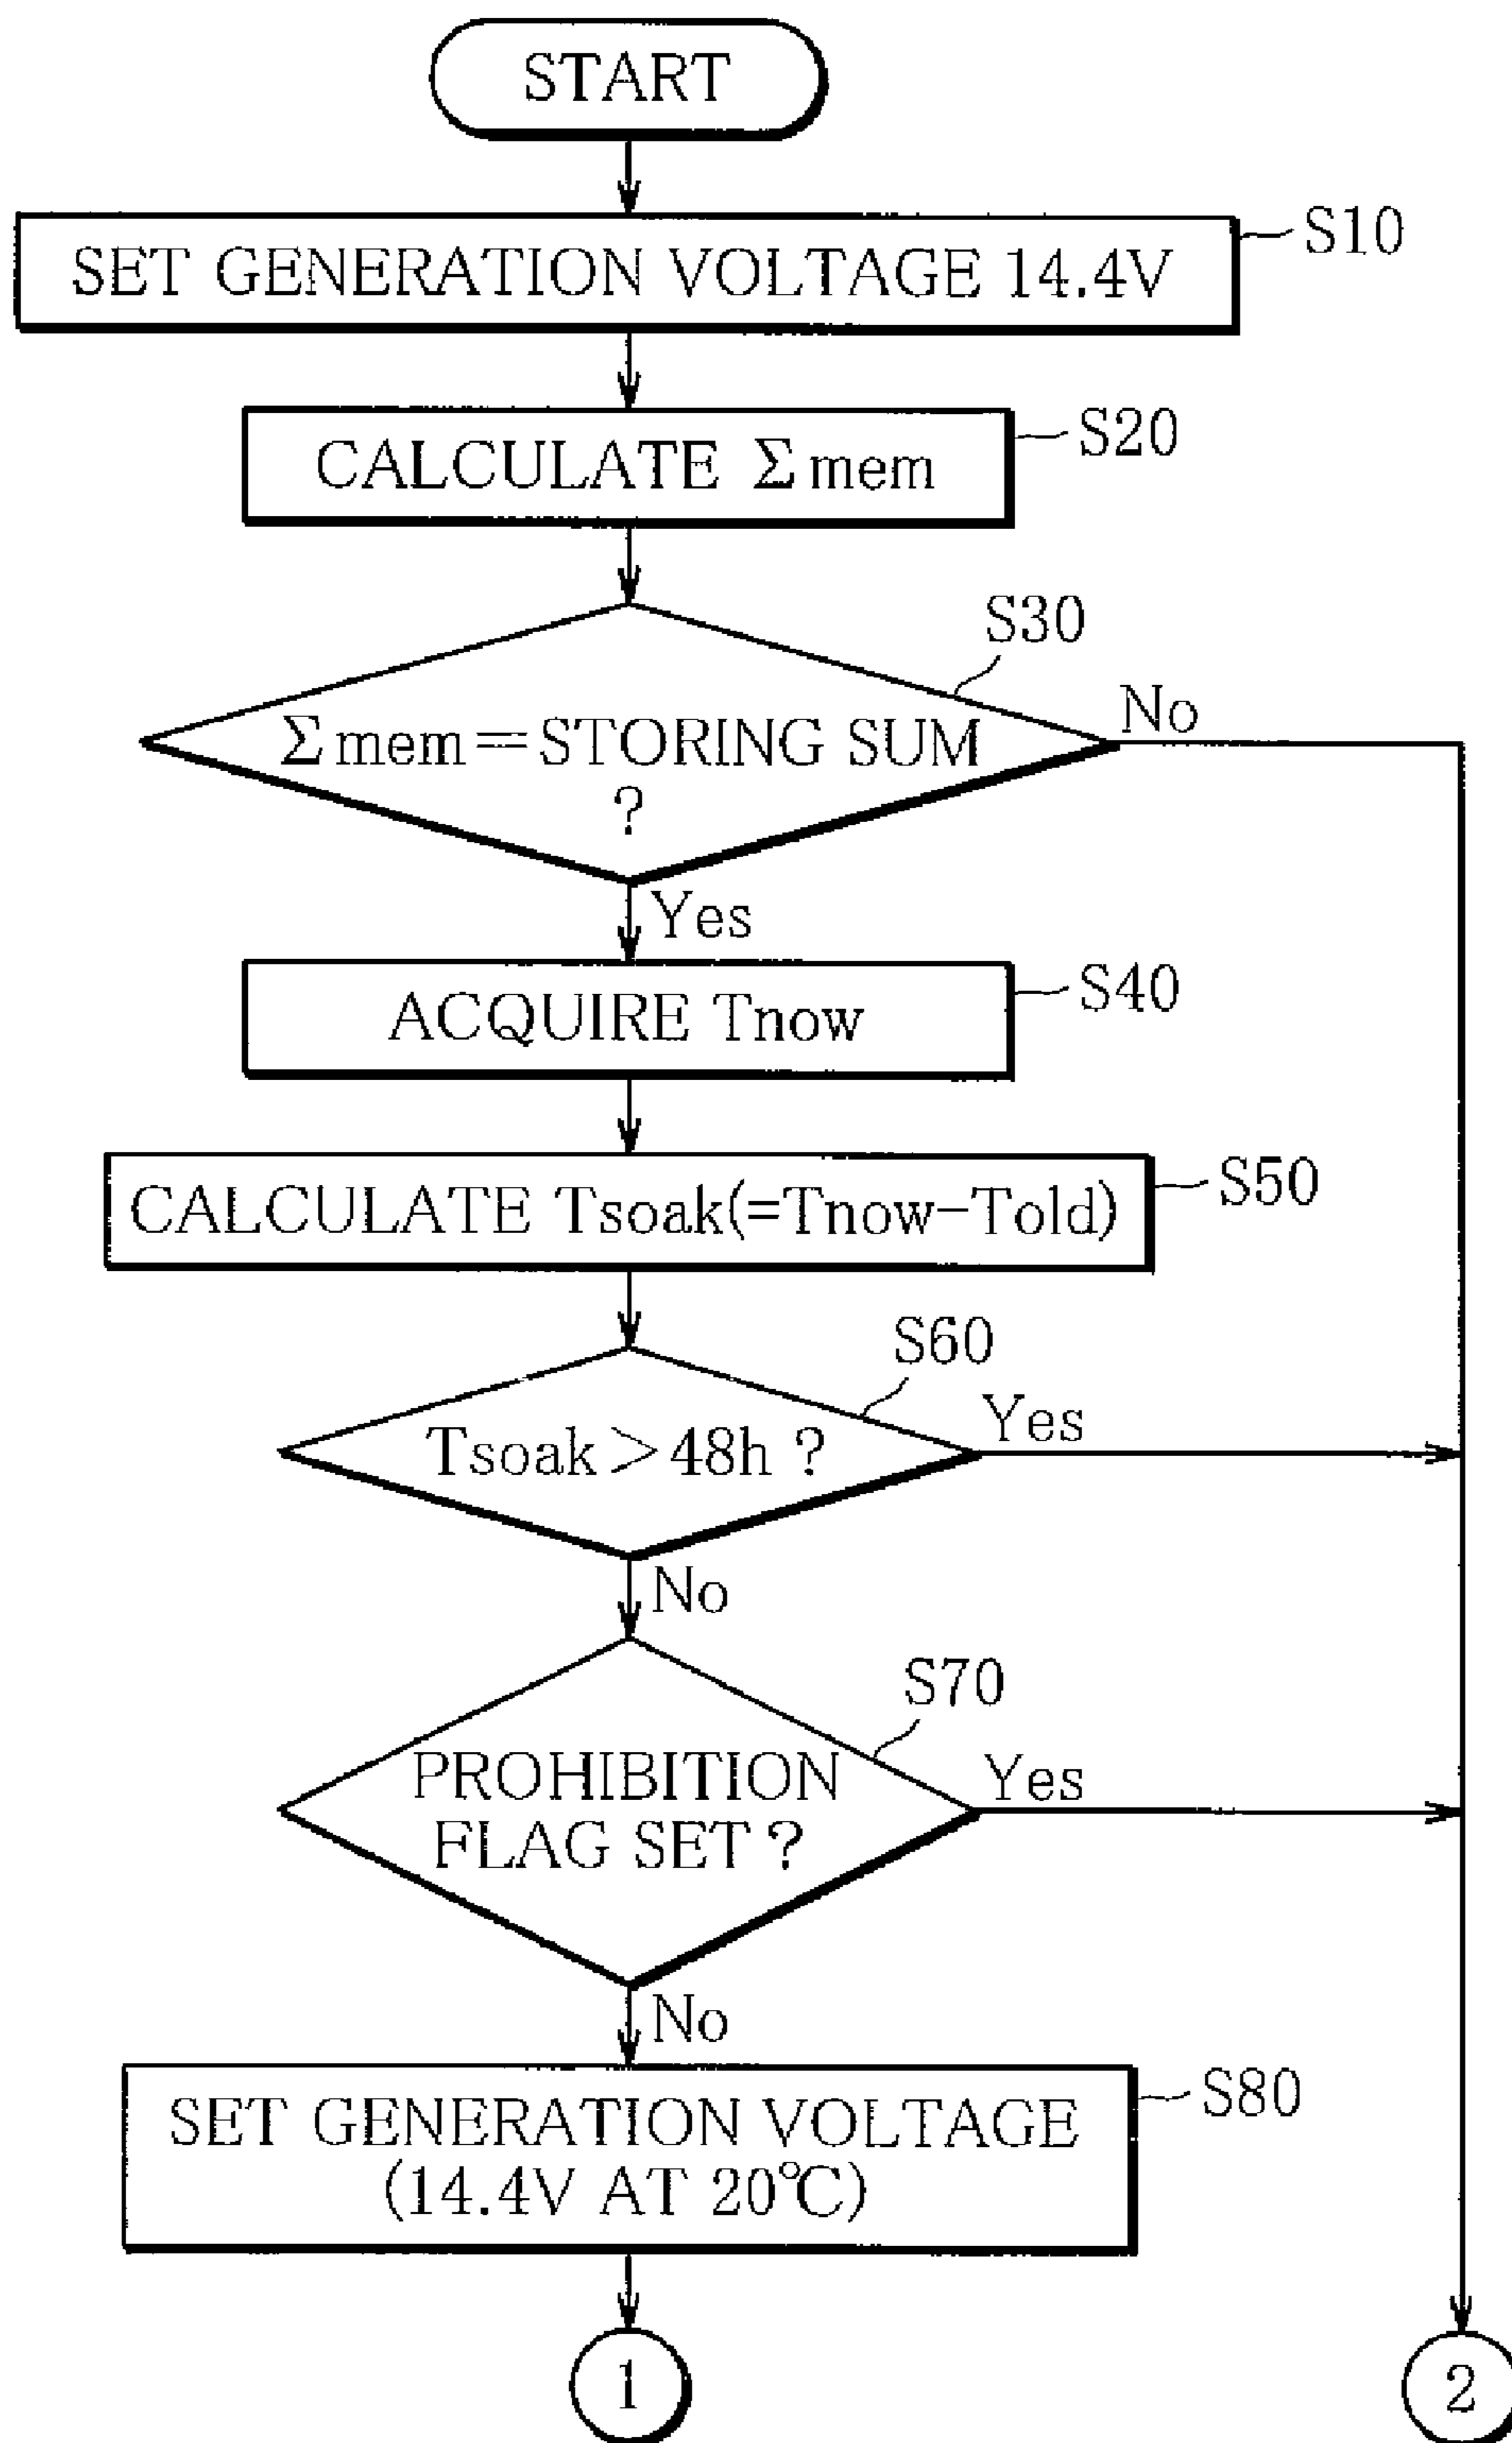 START
SET GENERATION VOLTAGE 14.4V
S10
CALCULATE Σmem
S20
S30
Σmem=STORING SUM
?
No
Yes
ACQUIRE Tnow
S40
CALCULATE Tsoak(=Tnow-Told)
S50
S60
Tsoak>48h ?
Yes
No
S70
PROHIBITION
FLAG SET ?
Yes
No
SET GENERATION VOLTAGE
(14.4V AT 20℃)
S80
1
2